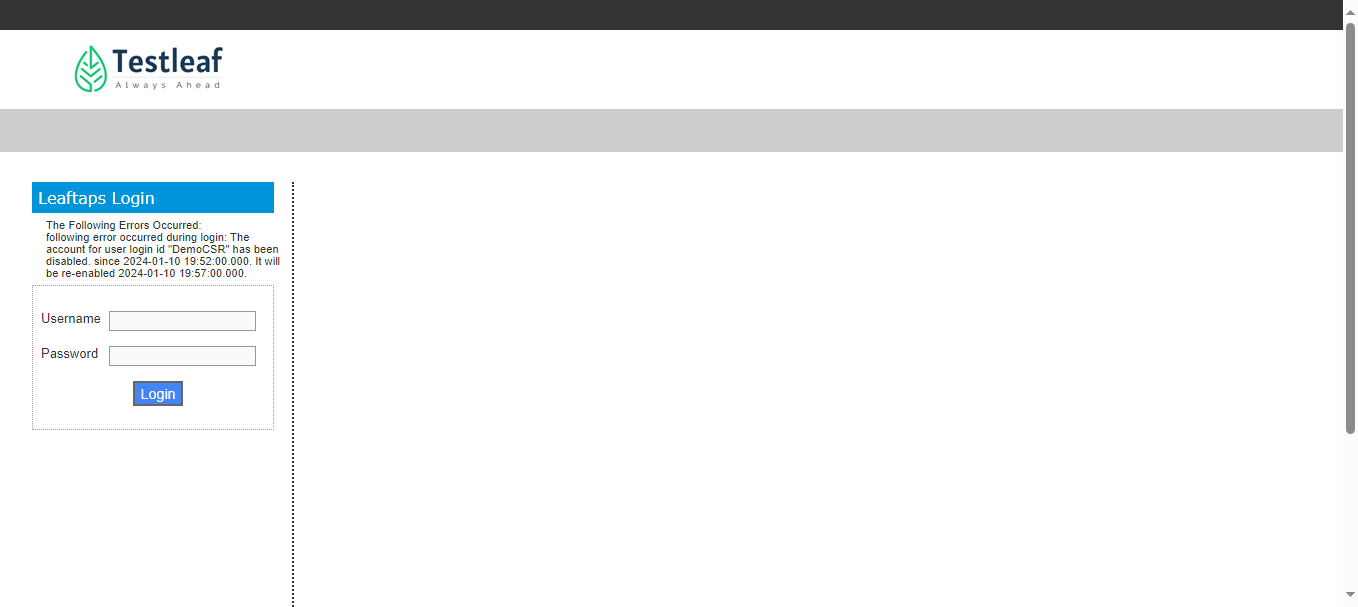 Testleaf
Always Ahead
Leaftaps Login
The Following Errors Occurred:
following error occurred during login: The
account for user login id "DemoCSR" has been
disabled. since 2024-01-10 19:52:00.000. It will
be re-enabled 2024-01-10 19:57:00.000.
Username
Password
Login